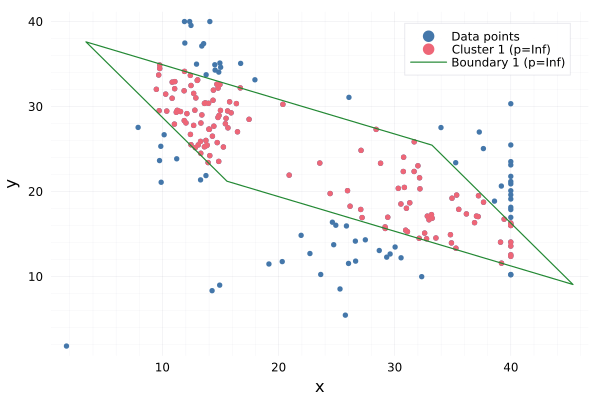 Data points
Cluster 1 (p=Inf)
Boundary 1 (p=Inf)
y
40
30
20
10
10 20 30 40
x